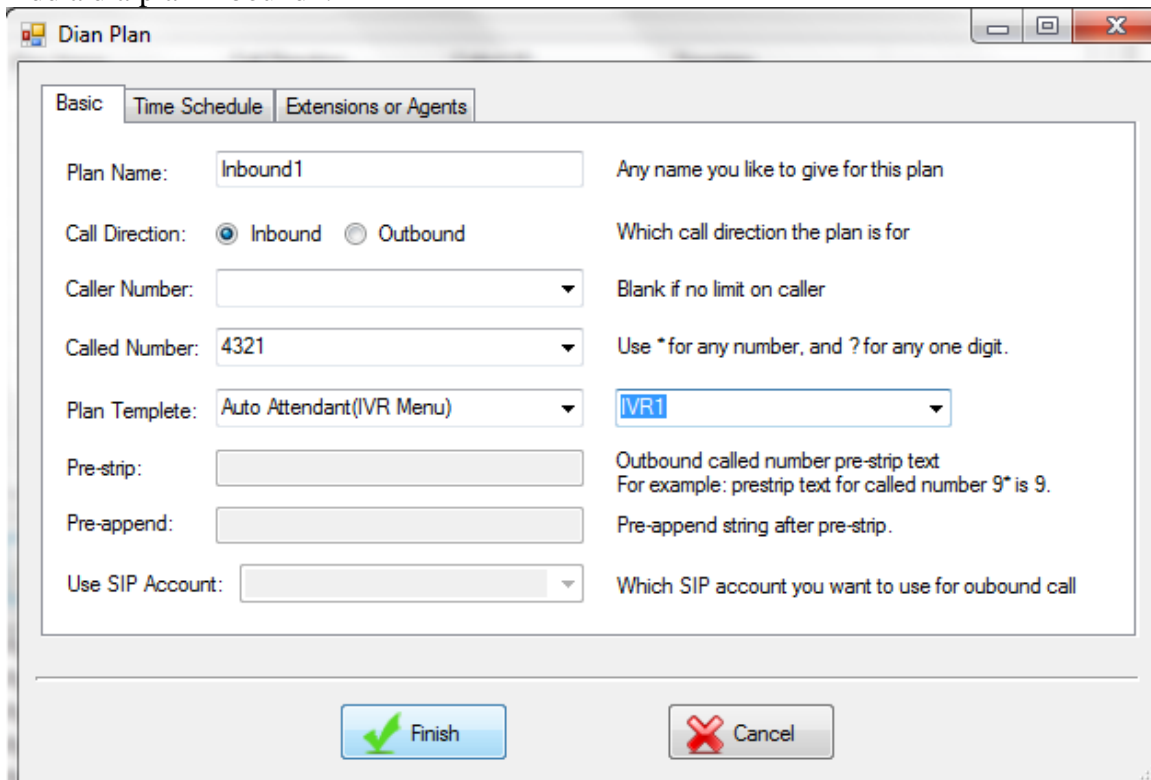 Dian Plan
Basic Time Schedule Extensions or Agents
Plan Name: Inbound1 Any name you like to give for this plan
Call Direction: Inbound Outbound Which call direction the plan is for
Caller Number: Blank if no limit on caller
Called Number: 4321 Use * for any number, and ? for any one digit.
Plan Templete: Auto Attendant(IVR Menu) IVR1
Pre-strip: Outbound called number pre-strip text
For example: prestrip text for called number 9* is 9.
Pre-append: Pre-append string after pre-strip.
Use SIP Account: Which SIP account you want to use for oubound call
Finish Cancel